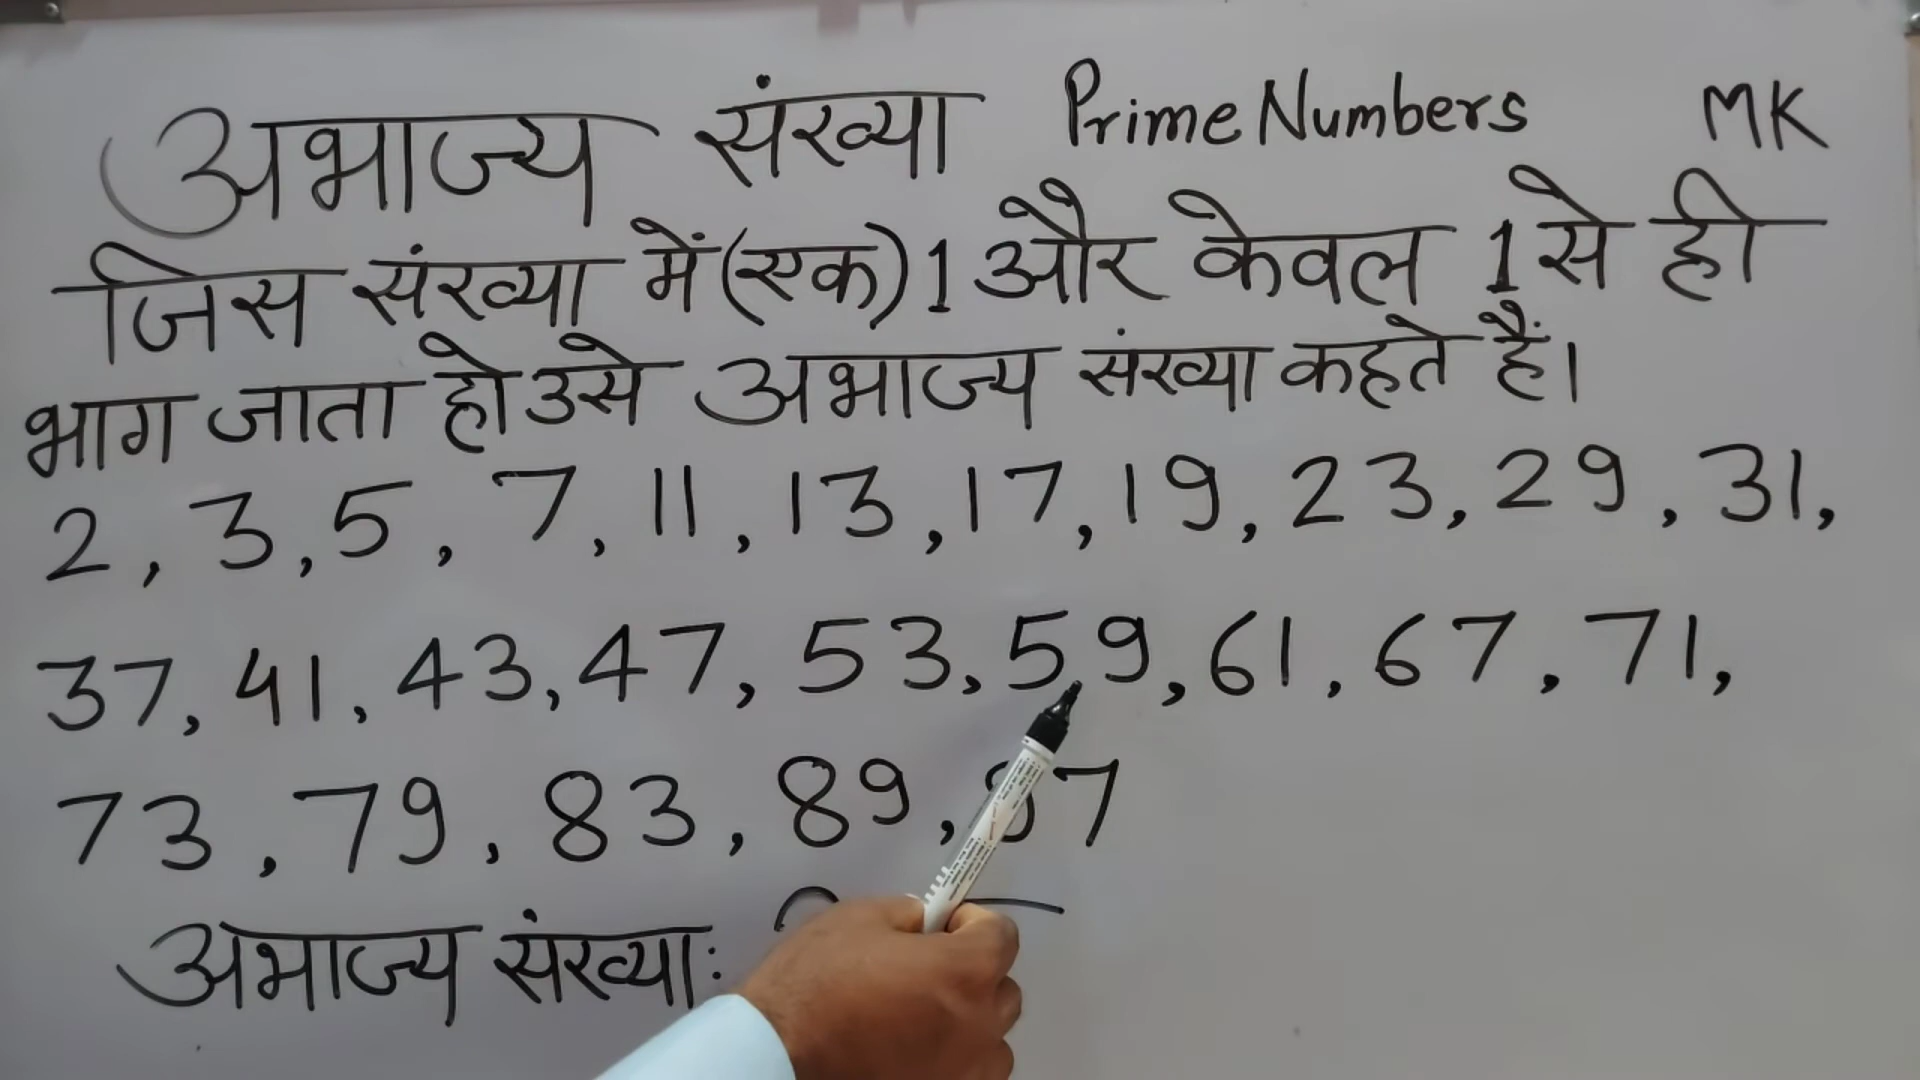 अभाज्य संख्या Prime Numbers MK
जिस संख्या में (एक) 1 और केवल 1 से ही
भाग जाता हो उसे अभाज्य संख्या कहते हैं।
2, 3, 5, 7, 11, 13, 17, 19, 23, 29, 31,
37, 41, 43, 47, 53, 59, 61, 67, 71,
73, 79, 83, 89,
अभाज्य संख्या: